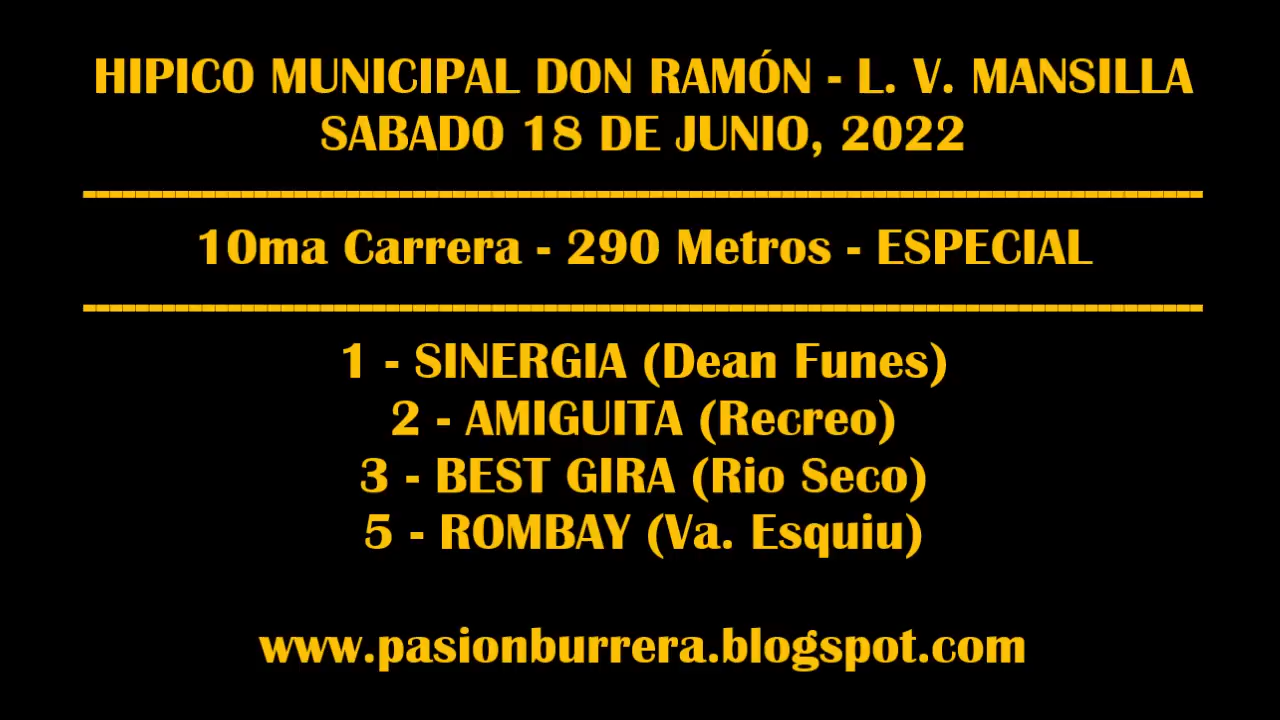 HIPICO MUNICIPAL DON RAMÓN - L. V. MANSILLA
SABADO 18 DE JUNIO, 2022
10ma Carrera - 290 Metros - ESPECIAL
1 - SINERGIA (Dean Funes)
2 - AMIGUITA (Recreo)
3 - BEST GIRA (Rio Seco)
5 - ROMBAY (Va. Esquiu)
www.pasionburrera.blogspot.com